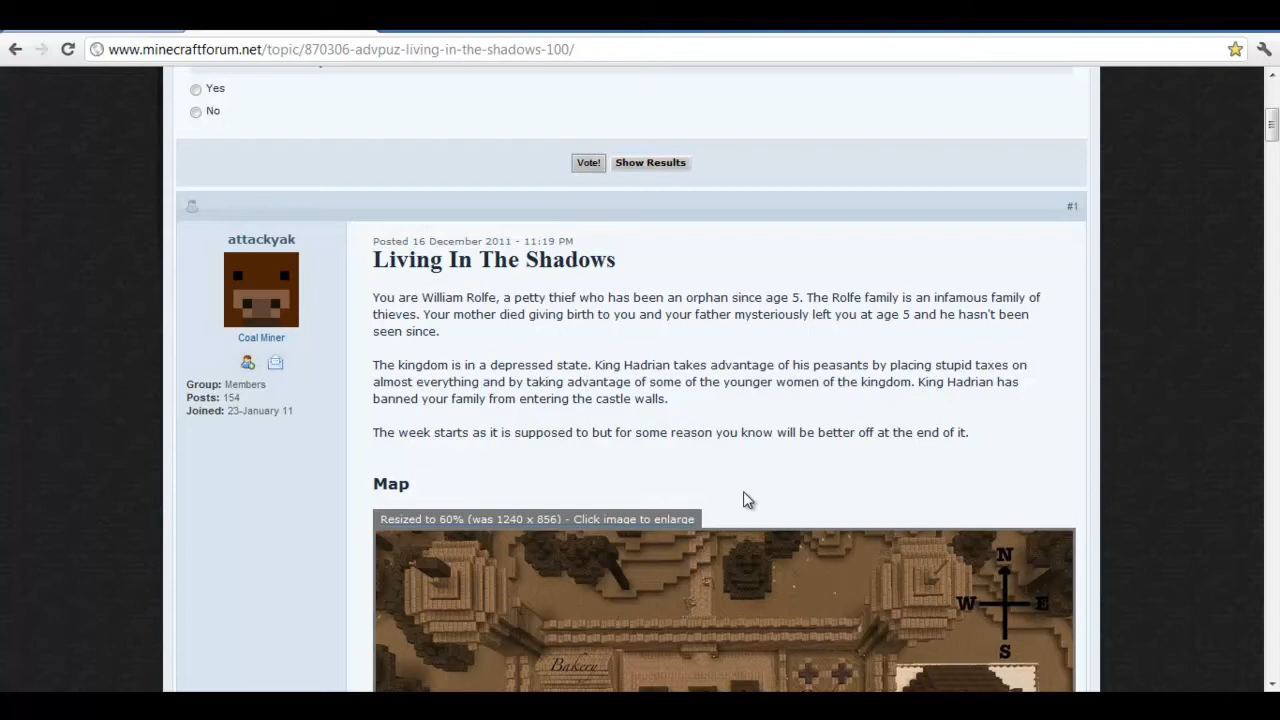 www.minecraftforum.net/topic/870306-advpuz-living-in-the-shadows-100/
Yes
No
Vote! Show Results
#1
attackyak
Coal Miner
Group: Members
Posts: 154
Joined: 23-January 11
Posted 16 December 2011 - 11:19 PM
Living In The Shadows
You are William Rolfe, a petty thief who has been an orphan since age 5. The Rolfe family is an infamous family of
thieves. Your mother died giving birth to you and your father mysteriously left you at age 5 and he hasn't been
seen since.
The kingdom is in a depressed state. King Hadrian takes advantage of his peasants by placing stupid taxes on
almost everything and by taking advantage of some of the younger women of the kingdom. King Hadrian has
banned your family from entering the castle walls.
The week starts as it is supposed to but for some reason you know will be better off at the end of it.
Map
Resized to 60% (was 1240 x 856) - Click image to enlarge
N
W E
S
Bakery